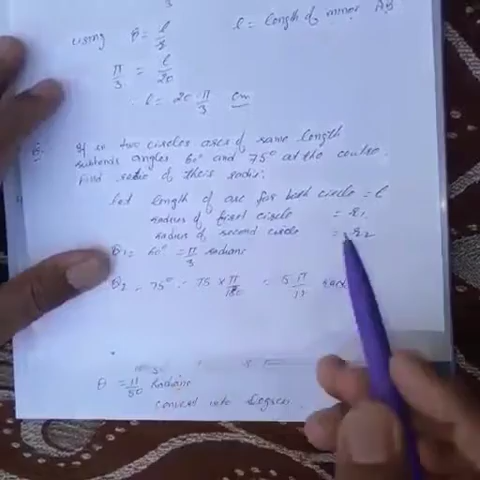 3
using θ = l/r l = length of minor AB
π/3 = l/20
∴ l = 20 π/3 cm
Q. If in two circles arcs of same length
subtends angles 60° and 75° at the centre.
Find ratio of their radii.
Let length of arc for both circle = l
radius of first circle = r₁
radius of second circle = r₂
θ₁ = 60° = π/3 radians
θ₂ = 75° = 75 × π/180 = 5π/12
θ = π/50 Radians
convert into degrees.